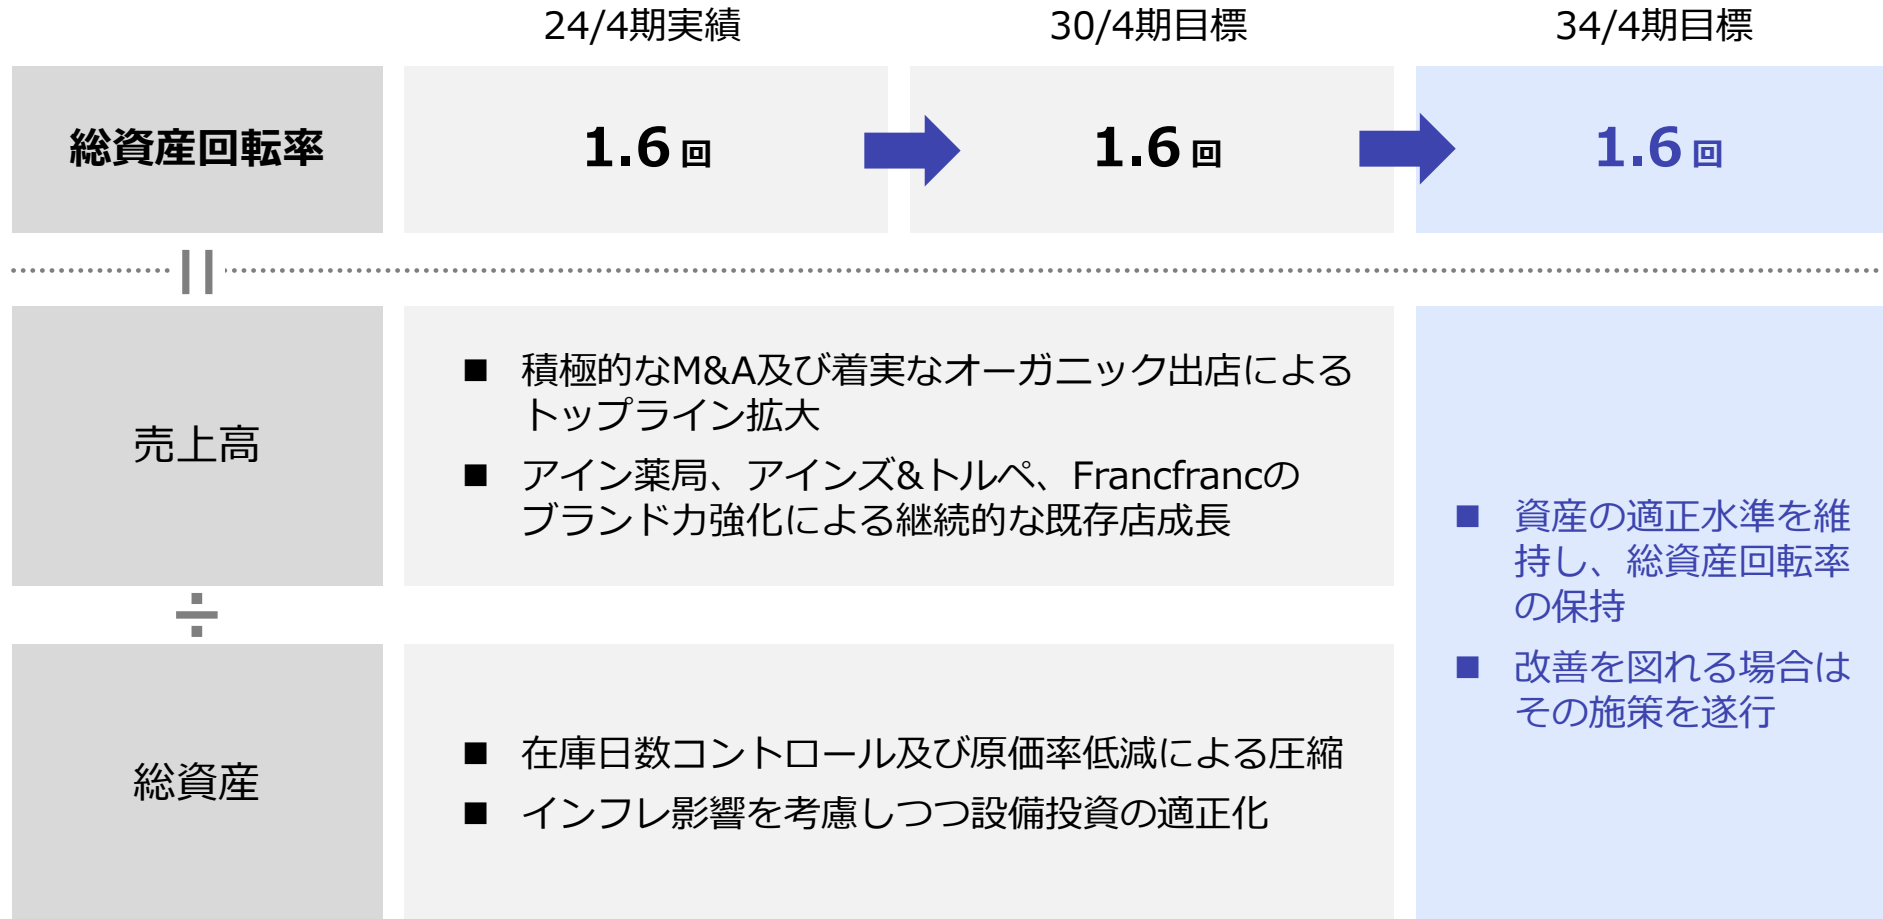 24/4期実績
30/4期目標
34/4期目標
総資産回転率
1.6 回
1.6 回
1.6 回
売上高
■ 積極的なM&A及び着実なオーガニック出店による
トップライン拡大
■ アイン薬局、アインズ&トルペ、Francfrancの
ブランド力強化による継続的な既存店成長
÷
総資産
■ 在庫日数コントロール及び原価率低減による圧縮
■ インフレ影響を考慮しつつ設備投資の適正化
■ 資産の適正水準を維
持し、総資産回転率
の保持
■ 改善を図れる場合は
その施策を遂行